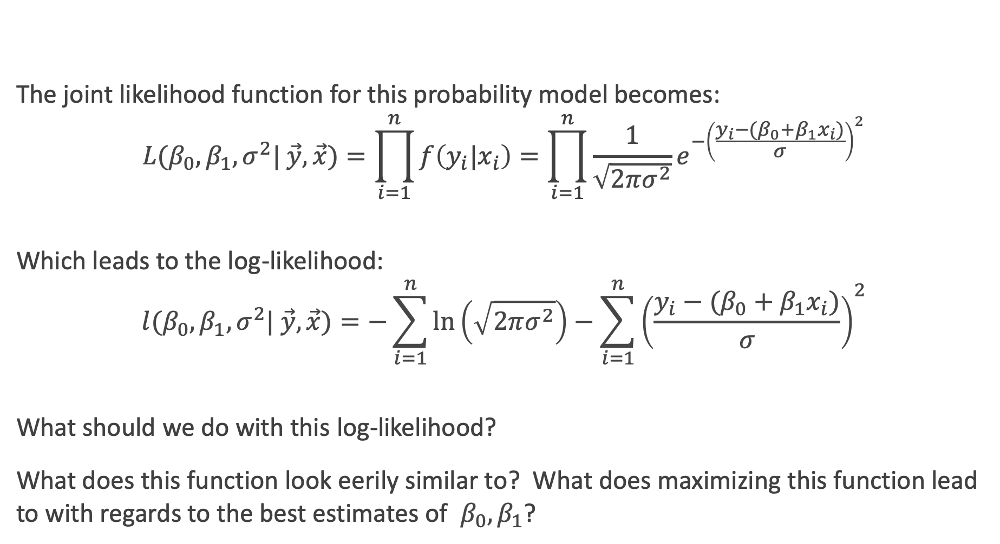 The joint likelihood function for this probability model becomes:
$L(\beta_0, \beta_1, \sigma^2 | \vec{y}, \vec{x}) = \prod_{i=1}^{n} f(y_i|x_i) = \prod_{i=1}^{n} \frac{1}{\sqrt{2\pi\sigma^2}} e^{-\left(\frac{y_i-(\beta_0+\beta_1 x_i)}{\sigma}\right)^2}$
Which leads to the log-likelihood:
$l(\beta_0, \beta_1, \sigma^2 | \vec{y}, \vec{x}) = -\sum_{i=1}^{n} \ln\left(\sqrt{2\pi\sigma^2}\right) - \sum_{i=1}^{n} \left(\frac{y_i - (\beta_0 + \beta_1 x_i)}{\sigma}\right)^2$
What should we do with this log-likelihood?
What does this function look eerily similar to? What does maximizing this function lead
to with regards to the best estimates of $\beta_0, \beta_1$?